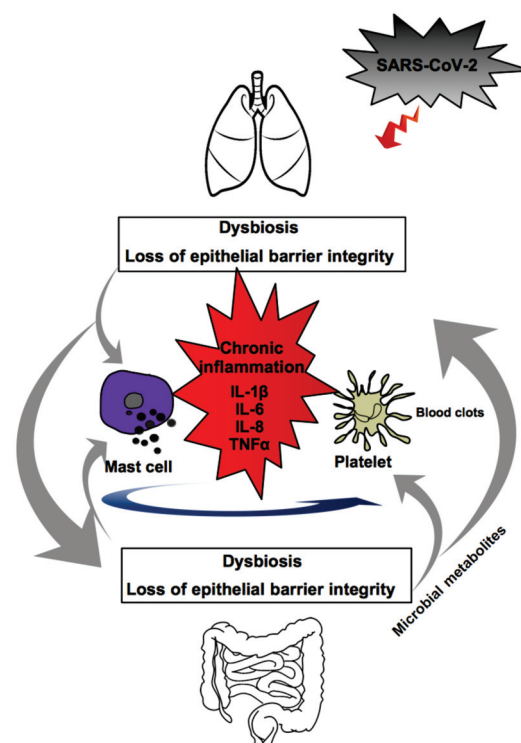 SARS-CoV-2
Dysbiosis
Loss of epithelial barrier integrity
Chronic
inflammation
IL-1β
IL-6
IL-8
TNFα
Mast cell
Platelet
Blood clots
Dysbiosis
Loss of epithelial barrier integrity
Microbial metabolites